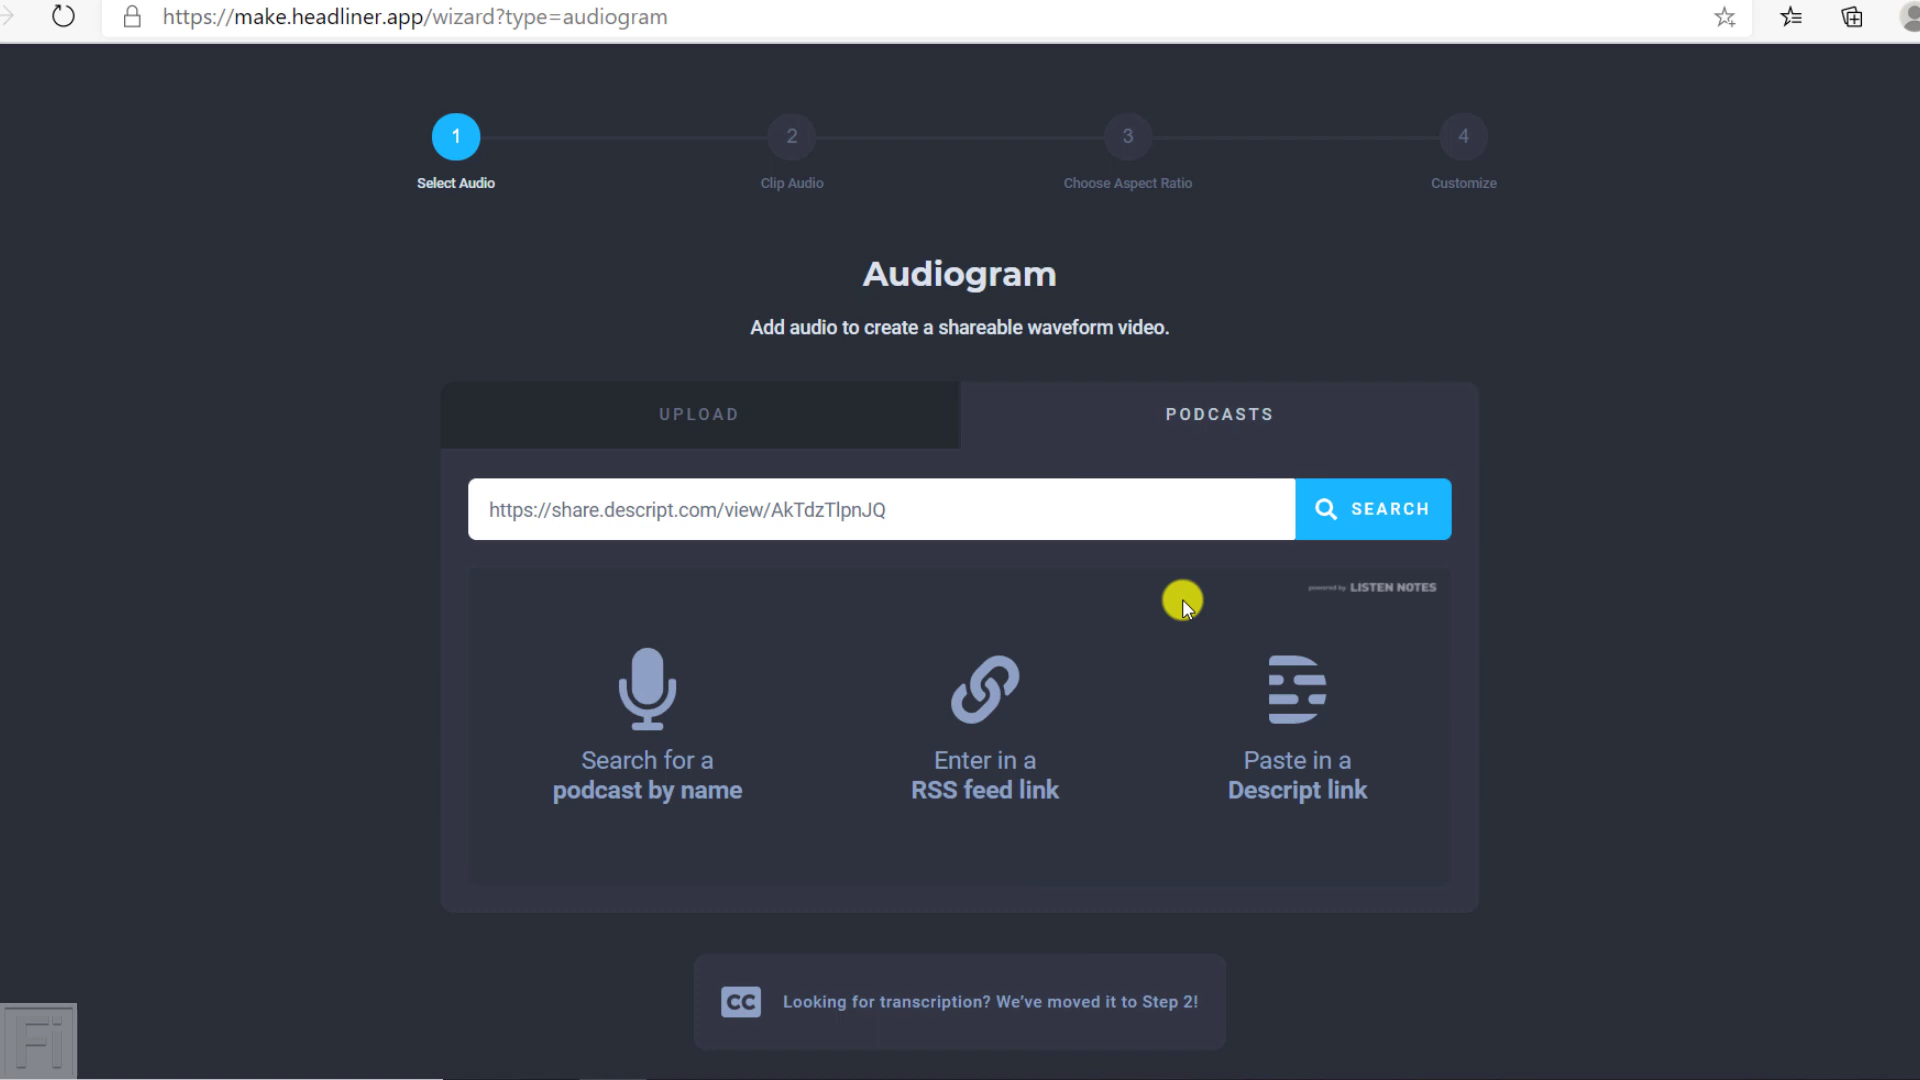 https://make.headliner.app/wizard?type=audiogram
1
2
3
4
Select Audio
Clip Audio
Choose Aspect Ratio
Customize
Audiogram
Add audio to create a shareable waveform video.
UPLOAD
PODCASTS
https://share.descript.com/view/AkTdzTlpnJQ
SEARCH
powered by LISTEN NOTES
Search for a
podcast by name
Enter in a
RSS feed link
Paste in a
Descript link
CC
Looking for transcription? We've moved it to Step 2!
Fi